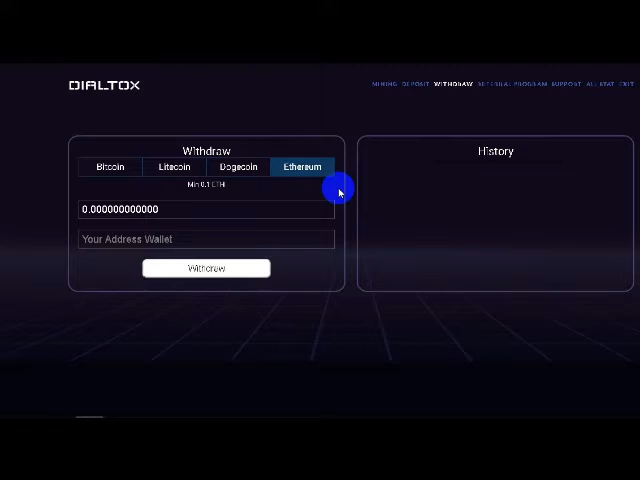 DIALTOX
MINING DEPOSIT WITHDRAW REFERRAL PROGRAM SUPPORT ALL STAT EXIT
Withdraw
Bitcoin Litecoin Dogecoin Ethereum
Min 0.1 ETH
0.000000000000
Your Address Wallet
Withdraw
History